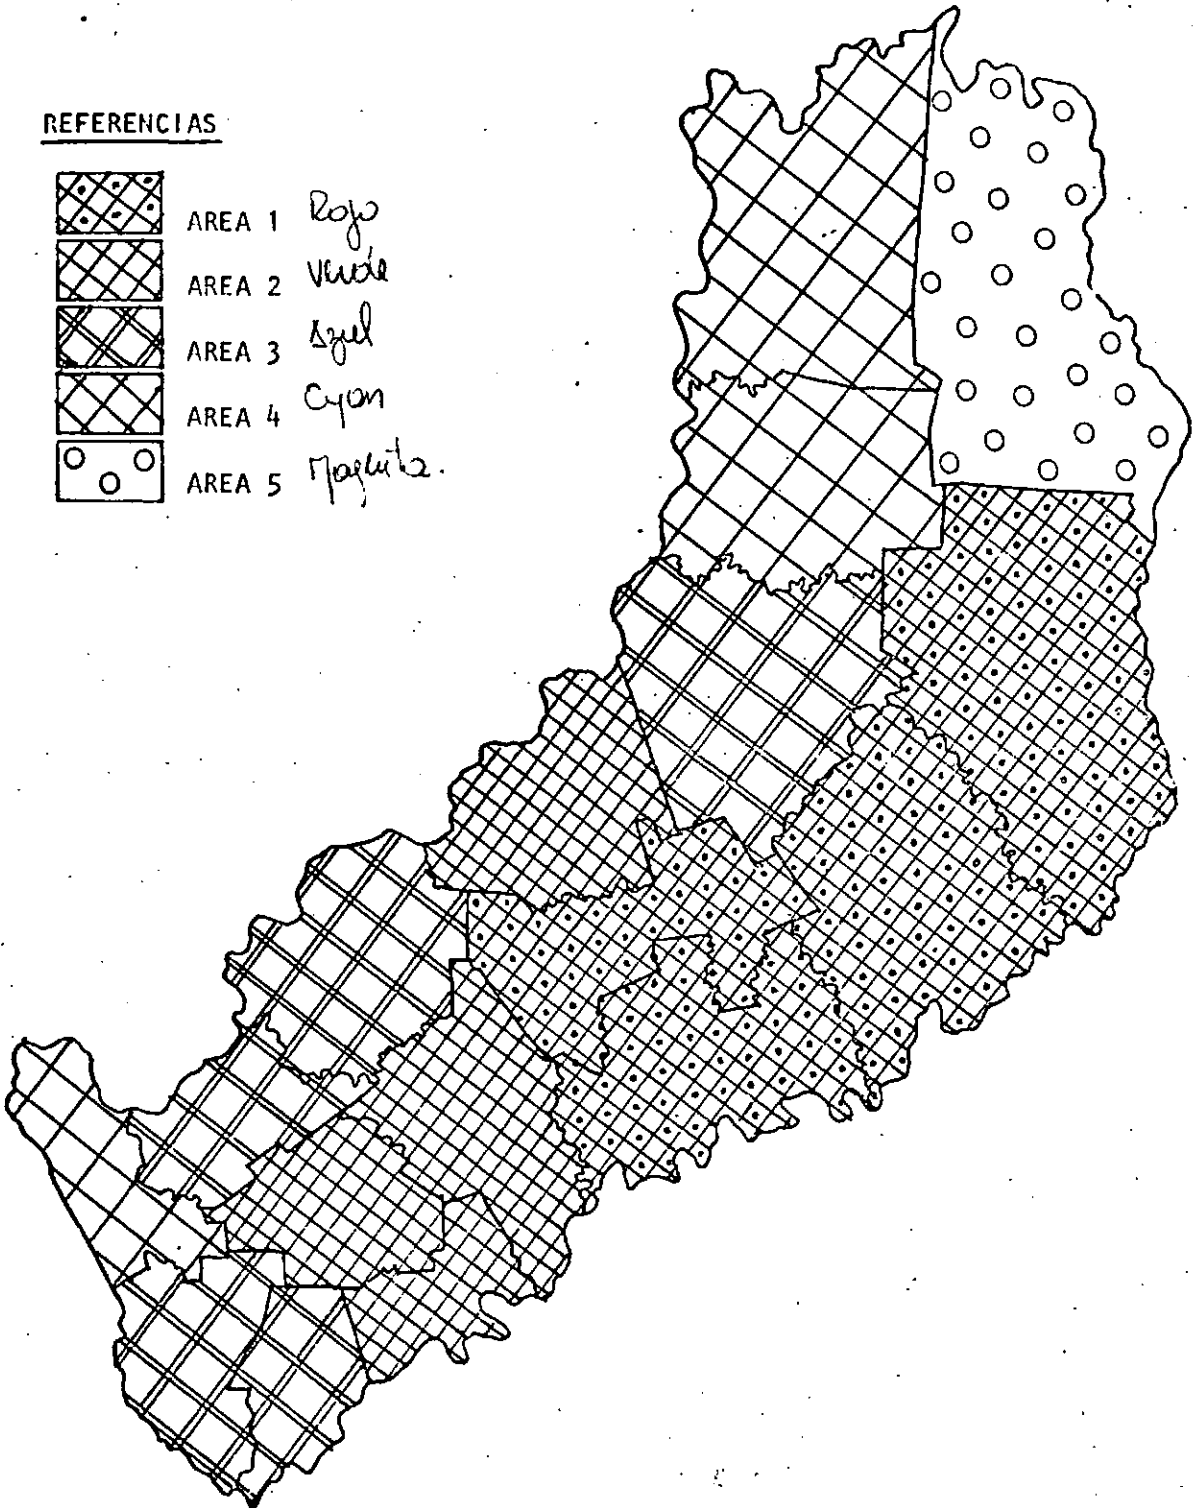 REFERENCIAS
AREA 1 Rojo
AREA 2 Verde
AREA 3 Azul
AREA 4 Cyan
AREA 5 Magenta.